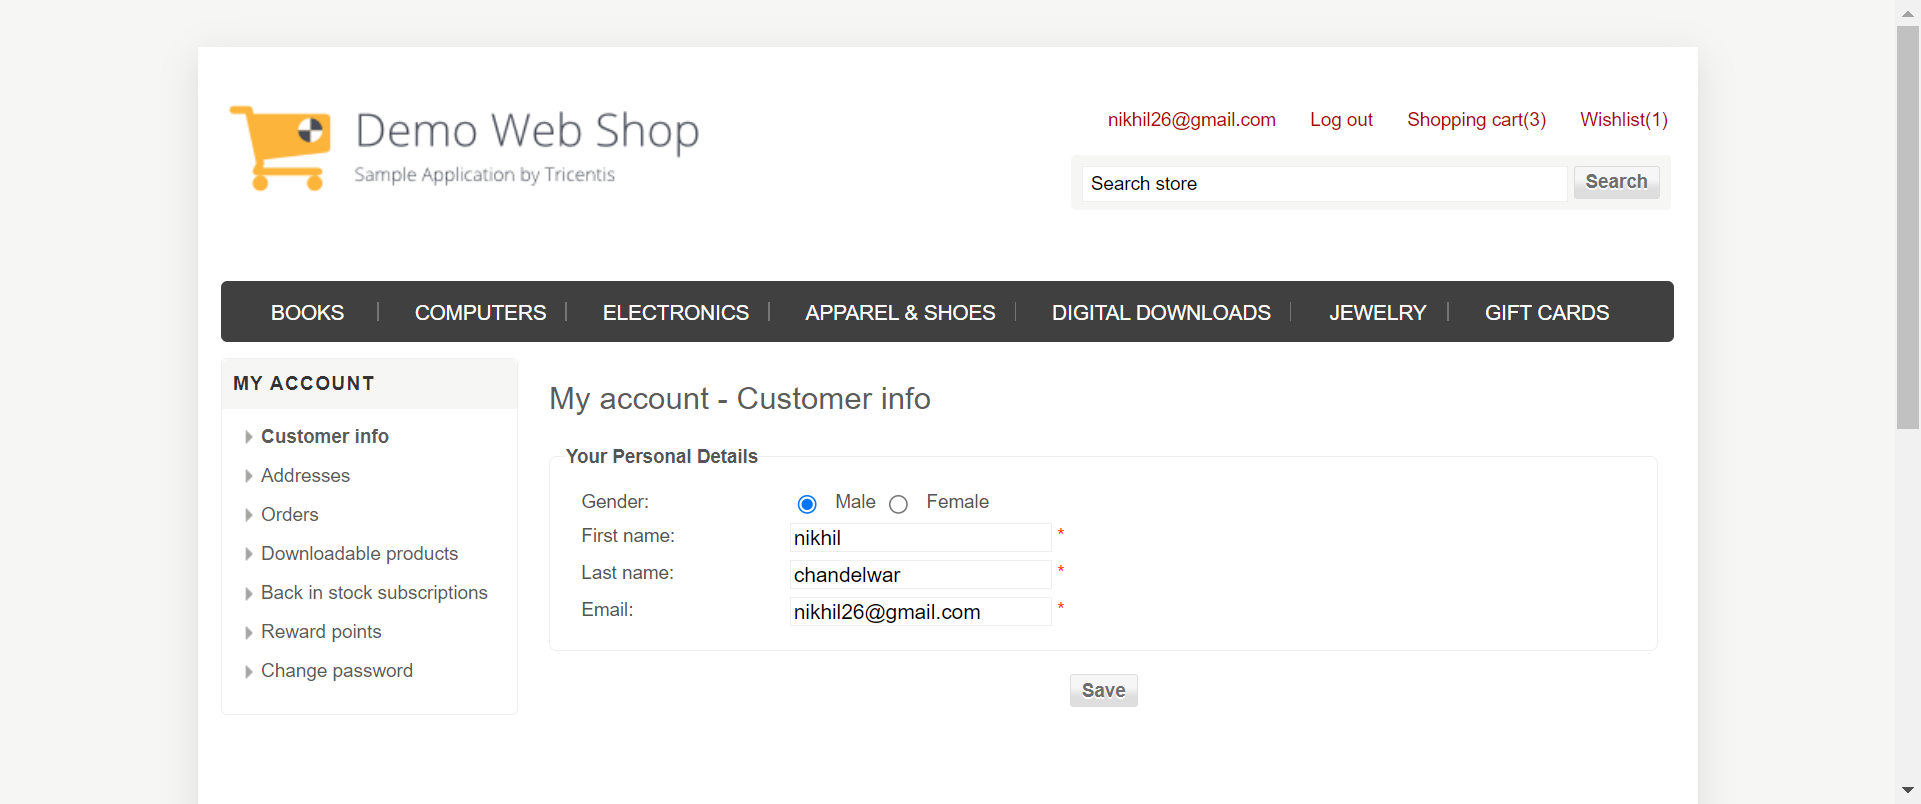 Demo Web Shop
Sample Application by Tricentis
nikhil26@gmail.com Log out Shopping cart(3) Wishlist(1)
Search store Search
BOOKS COMPUTERS ELECTRONICS APPAREL & SHOES DIGITAL DOWNLOADS JEWELRY GIFT CARDS
MY ACCOUNT
Customer info
Addresses
Orders
Downloadable products
Back in stock subscriptions
Reward points
Change password
My account - Customer info
Your Personal Details
Gender: Male Female
First name: nikhil *
Last name: chandelwar *
Email: nikhil26@gmail.com *
Save